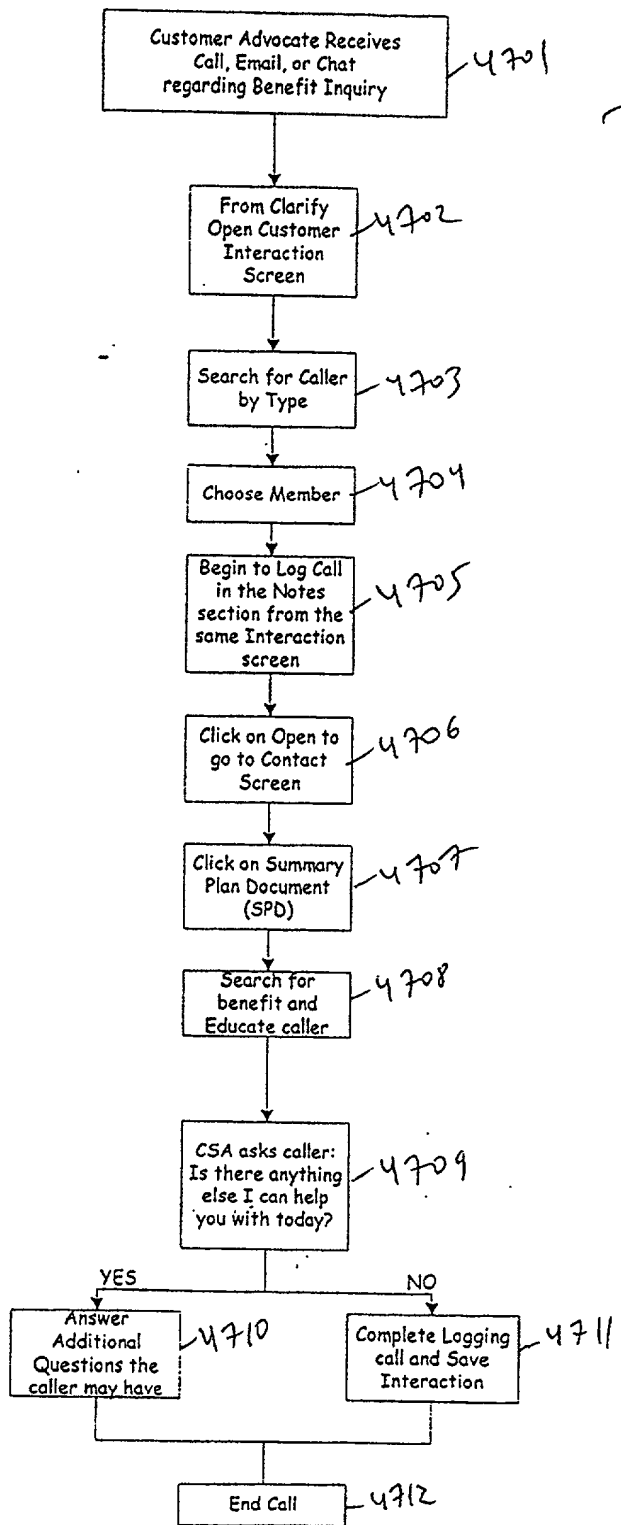 Customer Advocate Receives
Call, Email, or Chat
regarding Benefit Inquiry
4701
From Clarify
Open Customer
Interaction
Screen
4702
Search for Caller
by Type
4703
Choose Member
4704
Begin to Log Call
in the Notes
section from the
same Interaction
screen
4705
Click on Open to
go to Contact
Screen
4706
Click on Summary
Plan Document
(SPD)
4707
Search for
benefit and
Educate caller
4708
CSA asks caller:
Is there anything
else I can help
you with today?
4709
YES
NO
Answer
Additional
Questions the
caller may have
4710
Complete Logging
call and Save
Interaction
4711
End Call
4712